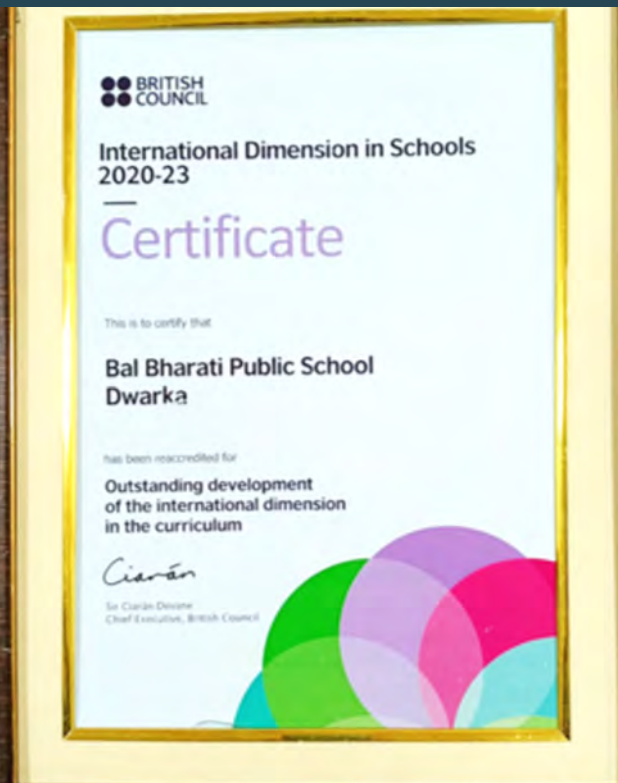 BRITISH
COUNCIL
International Dimension in Schools
2020-23
Certificate
This is to certify that
Bal Bharati Public School
Dwarka
has been reaccredited for
Outstanding development
of the international dimension
in the curriculum
Ciarán
Sir Ciarán Devane
Chief Executive, British Council